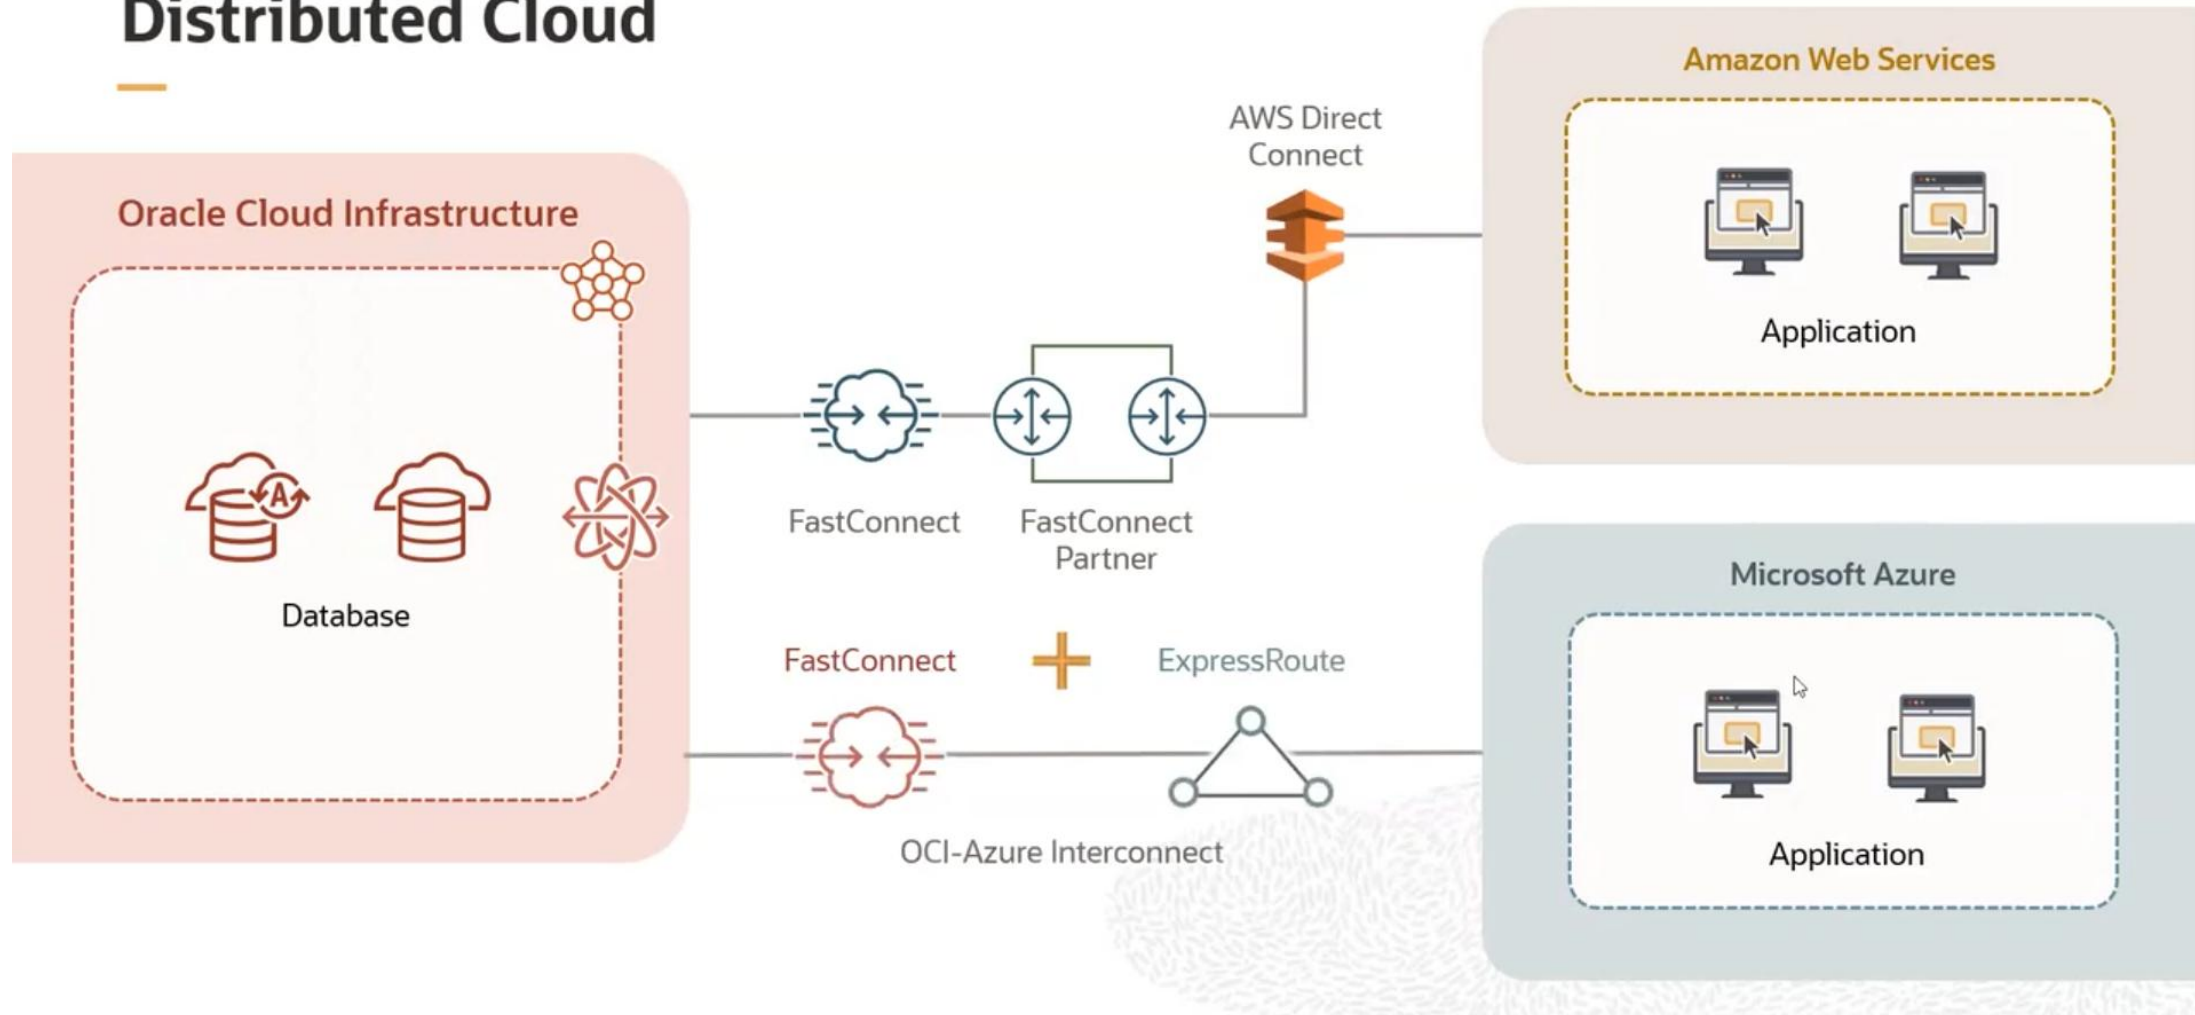 Distributed Cloud
Oracle Cloud Infrastructure
A
Database
FastConnect
FastConnect
Partner
AWS Direct
Connect
FastConnect
ExpressRoute
OCI-Azure Interconnect
Amazon Web Services
Application
Microsoft Azure
Application